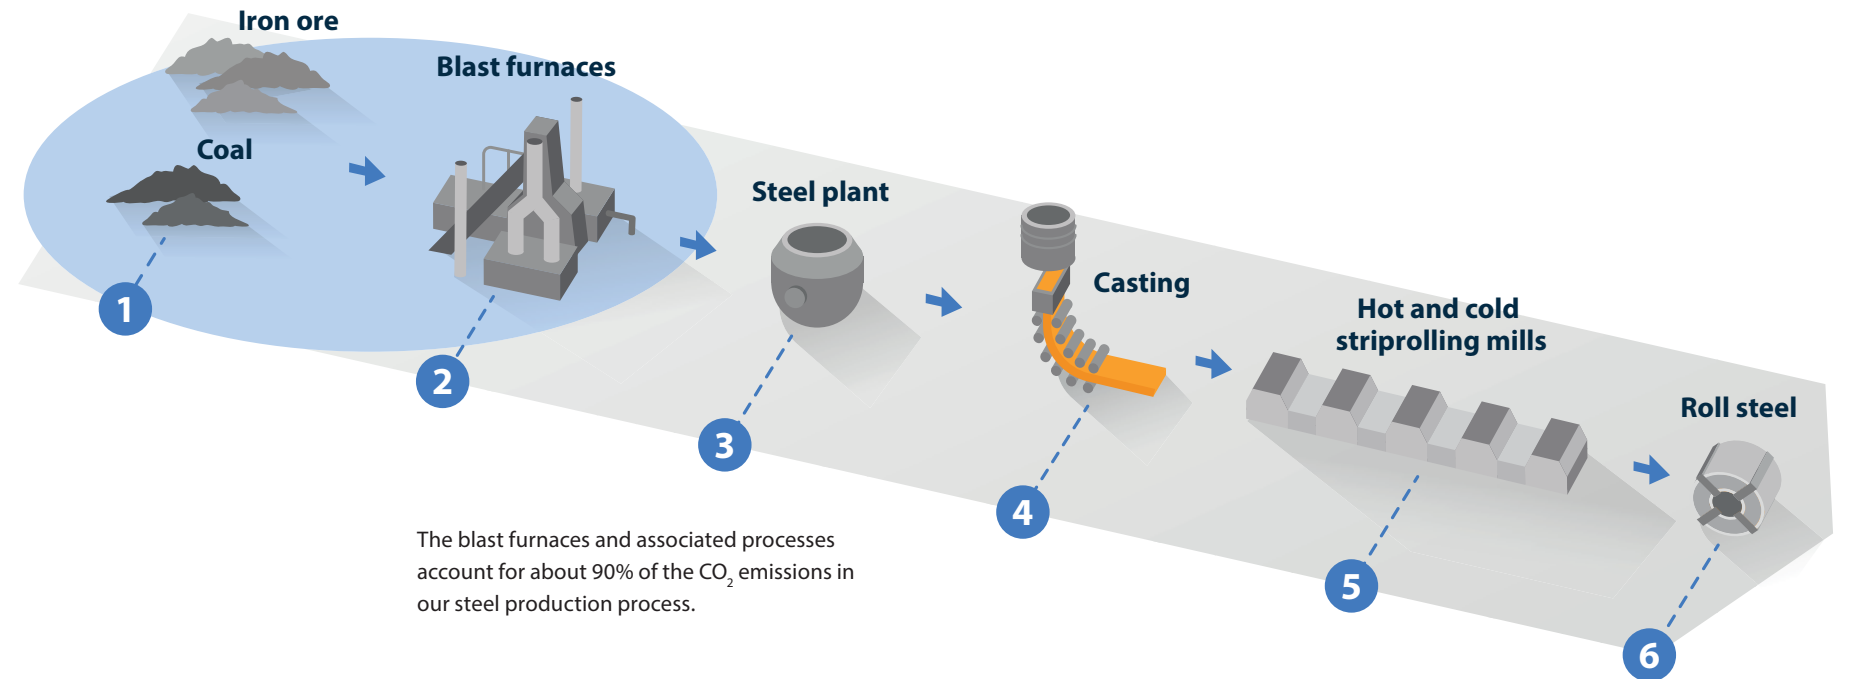 Iron ore
Blast furnaces
Coal
Steel plant
Casting
Hot and cold
striprolling mills
Roll steel
1
2
3
4
5
6
The blast furnaces and associated processes
account for about 90% of the CO₂ emissions in
our steel production process.